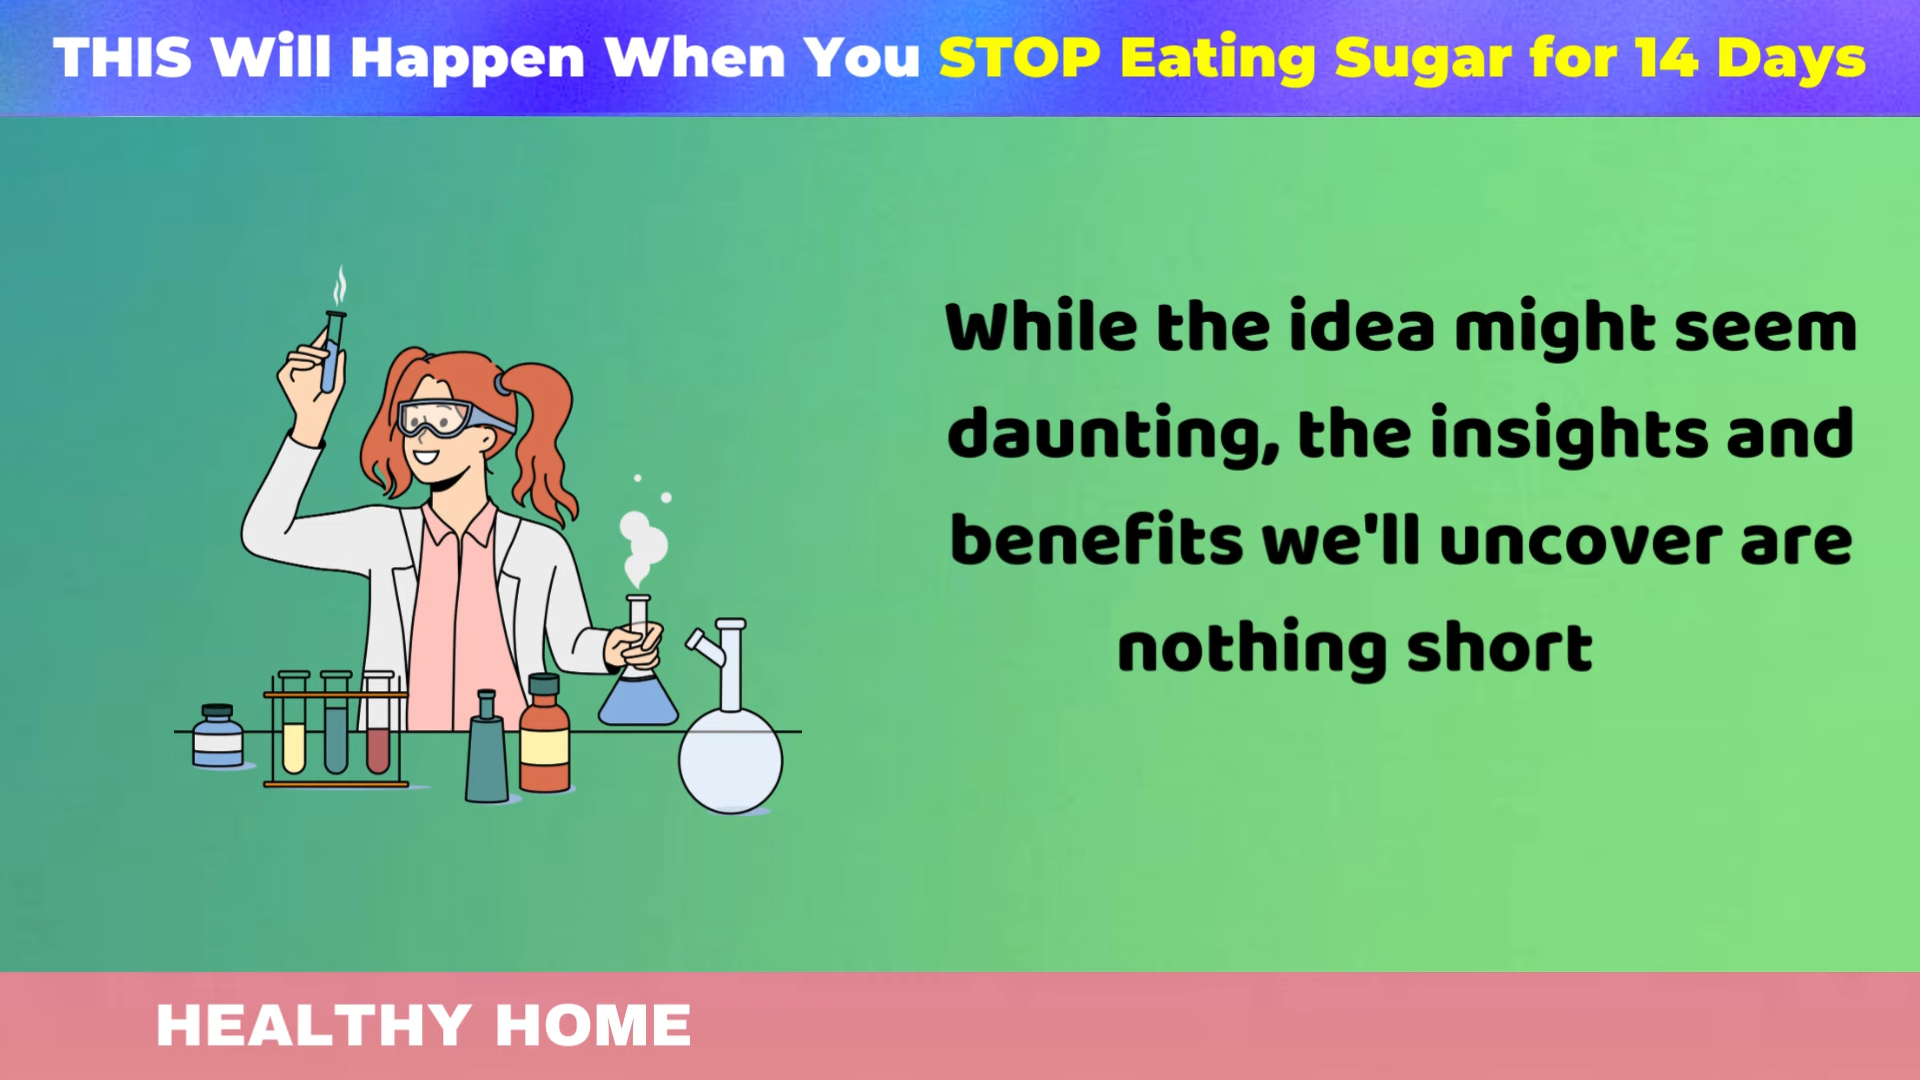 THIS Will Happen When You STOP Eating Sugar for 14 Days
While the idea might seem
daunting, the insights and
benefits we'll uncover are
nothing short
HEALTHY HOME